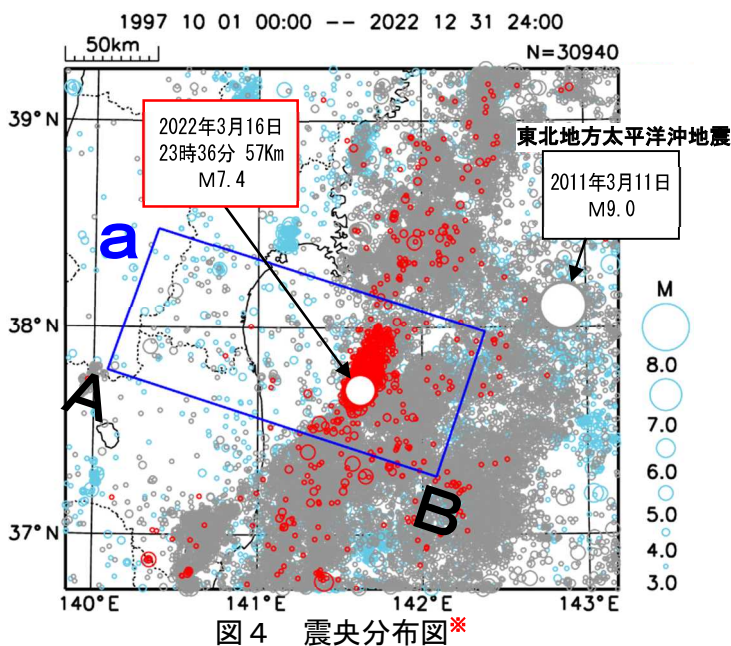 1997 10 01 00:00 -- 2022 12 31 24:00
50km
N=30940
39°N
2022年3月16日
23時36分 57Km
M7.4
東北地方太平洋沖地震
2011年3月11日
M9.0
a
38°N
M
8.0
7.0
6.0
5.0
4.0
3.0
A
B
37°N
140°E
141°E
142°E
143°E
図4 震央分布図※